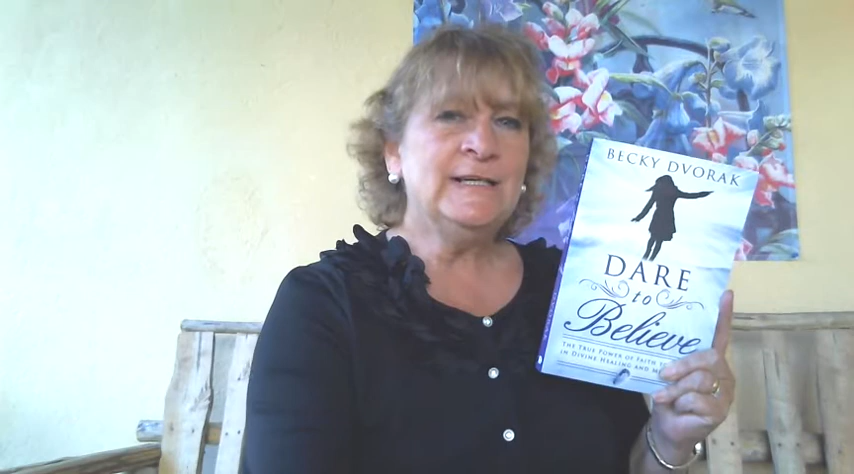 BECKY DVORAK
DARE
to
Believe
THE TRUE POWER OF FAITH
IN DIVINE HEALING AND